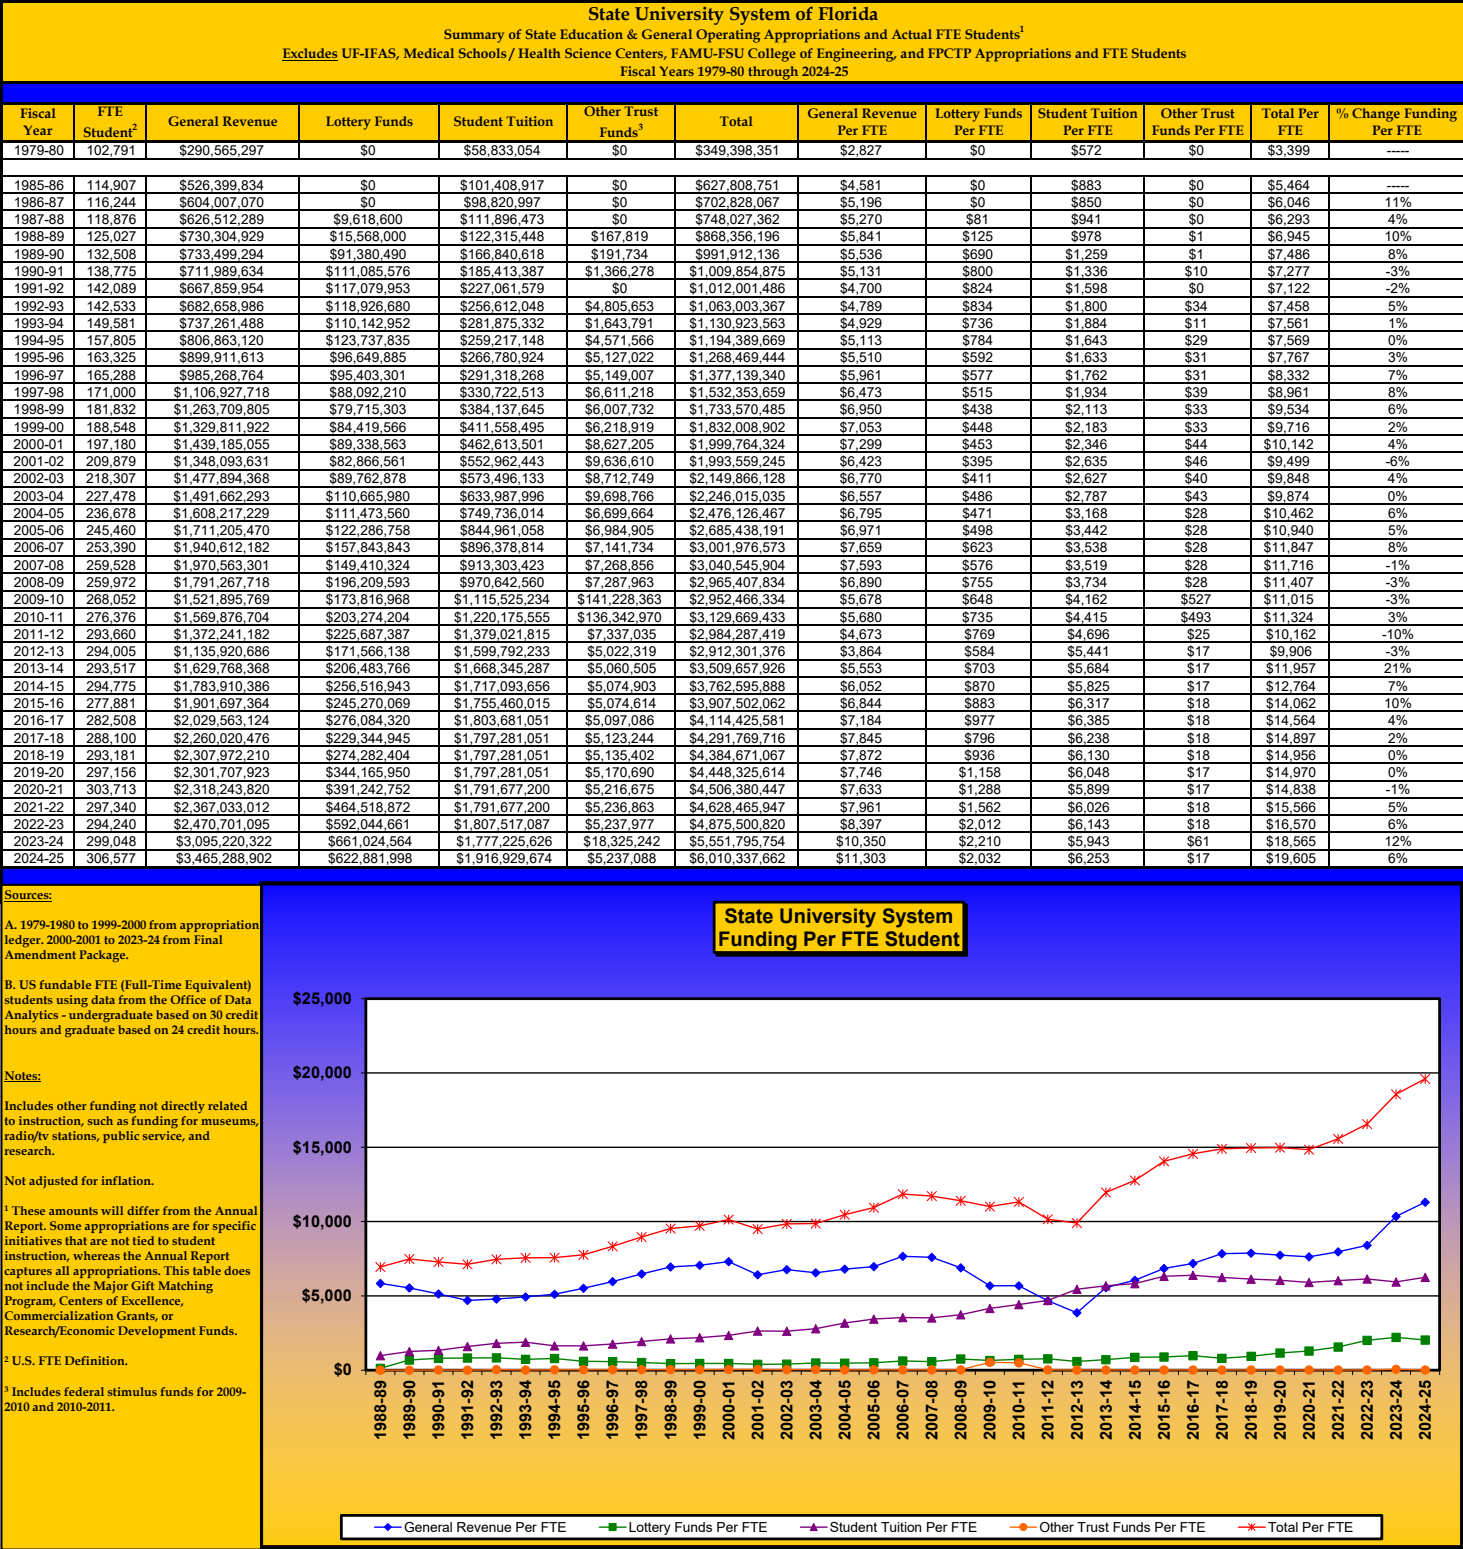 State University System of Florida
Summary of State Education & General Operating Appropriations and Actual FTE Students1
Excludes UF-IFAS, Medical Schools / Health Science Centers, FAMU-FSU College of Engineering, and FPCTP Appropriations and FTE Students
Fiscal Years 1979-80 through 2024-25
Fiscal Year | FTE Student2 | General Revenue | Lottery Funds | Student Tuition | Other Trust Funds3 | Total | General Revenue Per FTE | Lottery Funds Per FTE | Student Tuition Per FTE | Other Trust Funds Per FTE | Total Per FTE | % Change Funding Per FTE
1979-80 102,791 $290,565,297 $0 $58,833,054 $0 $349,398,351 $2,827 $0 $572 $0 $3,399 -----
1985-86 114,907 $526,399,834 $0 $101,408,917 $0 $627,808,751 $4,581 $0 $883 $0 $5,464 -----
1986-87 116,244 $604,007,070 $0 $98,820,997 $0 $702,828,067 $5,196 $0 $850 $0 $6,046 11%
1987-88 118,876 $626,512,289 $9,618,600 $111,896,473 $0 $748,027,362 $5,270 $81 $941 $0 $6,293 4%
1988-89 125,027 $730,304,929 $15,568,000 $122,315,448 $167,819 $868,356,196 $5,841 $125 $978 $1 $6,945 10%
1989-90 132,508 $733,499,294 $91,380,490 $166,840,618 $191,734 $991,912,136 $5,536 $690 $1,259 $1 $7,486 8%
1990-91 138,775 $711,989,634 $111,085,576 $185,413,387 $1,366,278 $1,009,854,875 $5,131 $800 $1,336 $10 $7,277 -3%
1991-92 142,089 $667,859,954 $117,079,953 $227,061,579 $0 $1,012,001,486 $4,700 $824 $1,598 $0 $7,122 -2%
1992-93 142,533 $682,658,986 $118,926,680 $256,612,048 $4,805,653 $1,063,003,367 $4,789 $834 $1,800 $34 $7,458 5%
1993-94 149,581 $737,261,488 $110,142,952 $281,875,332 $1,643,791 $1,130,923,563 $4,929 $736 $1,884 $11 $7,561 1%
1994-95 157,805 $806,863,120 $123,737,835 $259,217,148 $4,571,566 $1,194,389,669 $5,113 $784 $1,643 $29 $7,569 0%
1995-96 163,325 $899,911,613 $96,649,885 $266,780,924 $5,127,022 $1,268,469,444 $5,510 $592 $1,633 $31 $7,767 3%
1996-97 165,288 $985,268,764 $95,403,301 $291,318,268 $5,149,007 $1,377,139,340 $5,961 $577 $1,762 $31 $8,332 7%
1997-98 171,000 $1,106,927,718 $88,092,210 $330,722,513 $6,611,218 $1,532,353,659 $6,473 $515 $1,934 $39 $8,961 8%
1998-99 181,832 $1,263,709,805 $79,715,303 $384,137,645 $6,007,732 $1,733,570,485 $6,950 $438 $2,113 $33 $9,534 6%
1999-00 188,548 $1,329,811,922 $84,419,566 $411,558,495 $6,218,919 $1,832,008,902 $7,053 $448 $2,183 $33 $9,716 2%
2000-01 197,180 $1,439,185,055 $89,338,563 $462,613,501 $8,627,205 $1,999,764,324 $7,299 $453 $2,346 $44 $10,142 4%
2001-02 209,879 $1,348,093,631 $82,866,561 $552,962,443 $9,636,610 $1,993,559,245 $6,423 $395 $2,635 $46 $9,499 -6%
2002-03 218,307 $1,477,894,368 $89,762,878 $573,496,133 $8,712,749 $2,149,866,128 $6,770 $411 $2,627 $40 $9,848 4%
2003-04 227,478 $1,491,662,293 $110,665,980 $633,987,996 $9,698,766 $2,246,015,035 $6,557 $486 $2,787 $43 $9,874 0%
2004-05 236,678 $1,608,217,229 $111,473,560 $749,736,014 $6,699,664 $2,476,126,467 $6,795 $471 $3,168 $28 $10,462 6%
2005-06 245,460 $1,711,205,470 $122,286,758 $844,961,058 $6,984,905 $2,685,438,191 $6,971 $498 $3,442 $28 $10,940 5%
2006-07 253,390 $1,940,612,182 $157,843,843 $896,378,814 $7,141,734 $3,001,976,573 $7,659 $623 $3,538 $28 $11,847 8%
2007-08 259,528 $1,970,563,301 $149,410,324 $913,303,423 $7,268,856 $3,040,545,904 $7,593 $576 $3,519 $28 $11,716 -1%
2008-09 259,972 $1,791,267,718 $196,209,593 $970,642,560 $7,287,963 $2,965,407,834 $6,890 $755 $3,734 $28 $11,407 -3%
2009-10 268,052 $1,521,895,769 $173,816,968 $1,115,525,234 $141,228,363 $2,952,466,334 $5,678 $648 $4,162 $527 $11,015 -3%
2010-11 276,376 $1,569,876,704 $203,274,204 $1,220,175,555 $136,342,970 $3,129,669,433 $5,680 $735 $4,415 $493 $11,324 3%
2011-12 293,660 $1,372,241,182 $225,687,387 $1,379,021,815 $7,337,035 $2,984,287,419 $4,673 $769 $4,696 $25 $10,162 -10%
2012-13 294,005 $1,135,920,686 $171,566,138 $1,599,792,233 $5,022,319 $2,912,301,376 $3,864 $584 $5,441 $17 $9,906 -3%
2013-14 293,517 $1,629,768,368 $206,483,766 $1,668,345,287 $5,060,505 $3,509,657,926 $5,553 $703 $5,684 $17 $11,957 21%
2014-15 294,775 $1,783,910,386 $256,516,943 $1,717,093,656 $5,074,903 $3,762,595,888 $6,052 $870 $5,825 $17 $12,764 7%
2015-16 277,881 $1,901,697,364 $245,270,069 $1,755,460,015 $5,074,614 $3,907,502,062 $6,844 $883 $6,317 $18 $14,062 10%
2016-17 282,508 $2,029,563,124 $276,084,320 $1,803,681,051 $5,097,086 $4,114,425,581 $7,184 $977 $6,385 $18 $14,564 4%
2017-18 288,100 $2,260,020,476 $229,344,945 $1,797,281,051 $5,123,244 $4,291,769,716 $7,845 $796 $6,238 $18 $14,897 2%
2018-19 293,181 $2,307,972,210 $274,282,404 $1,797,281,051 $5,135,402 $4,384,671,067 $7,872 $936 $6,130 $18 $14,956 0%
2019-20 297,156 $2,301,707,923 $344,165,950 $1,797,281,051 $5,170,690 $4,448,325,614 $7,746 $1,158 $6,048 $17 $14,970 0%
2020-21 303,713 $2,318,243,820 $391,242,752 $1,791,677,200 $5,216,675 $4,506,380,447 $7,633 $1,288 $5,899 $17 $14,838 -1%
2021-22 297,340 $2,367,033,012 $464,518,872 $1,791,677,200 $5,236,863 $4,628,465,947 $7,961 $1,562 $6,026 $18 $15,566 5%
2022-23 294,240 $2,470,701,095 $592,044,661 $1,807,517,087 $5,237,977 $4,875,500,820 $8,397 $2,012 $6,143 $18 $16,570 6%
2023-24 299,048 $3,095,220,322 $661,024,564 $1,777,225,626 $18,325,242 $5,551,795,754 $10,350 $2,210 $5,943 $61 $18,565 12%
2024-25 306,577 $3,465,288,902 $622,881,998 $1,916,929,674 $5,237,088 $6,010,337,662 $11,303 $2,032 $6,253 $17 $19,605 6%
Sources:
A. 1979-1980 to 1999-2000 from appropriation
ledger. 2000-2001 to 2023-24 from Final
Amendment Package.
B. US fundable FTE (Full-Time Equivalent)
students using data from the Office of Data
Analytics - undergraduate based on 30 credit
hours and graduate based on 24 credit hours.
Notes:
Includes other funding not directly related
to instruction, such as funding for museums,
radio/tv stations, public service, and
research.
Not adjusted for inflation.
1 These amounts will differ from the Annual
Report. Some appropriations are for specific
initiatives that are not tied to student
instruction, whereas the Annual Report
captures all appropriations. This table does
not include the Major Gift Matching
Program, Centers of Excellence,
Commercialization Grants, or
Research/Economic Development Funds.
2 U.S. FTE Definition.
3 Includes federal stimulus funds for 2009-
2010 and 2010-2011.
State University System
Funding Per FTE Student
$25,000
$20,000
$15,000
$10,000
$5,000
$0
1988-89
1989-90
1990-91
1991-92
1992-93
1993-94
1994-95
1995-96
1996-97
1997-98
1998-99
1999-00
2000-01
2001-02
2002-03
2003-04
2004-05
2005-06
2006-07
2007-08
2008-09
2009-10
2010-11
2011-12
2012-13
2013-14
2014-15
2015-16
2016-17
2017-18
2018-19
2019-20
2020-21
2021-22
2022-23
2023-24
2024-25
General Revenue Per FTE
Lottery Funds Per FTE
Student Tuition Per FTE
Other Trust Funds Per FTE
Total Per FTE